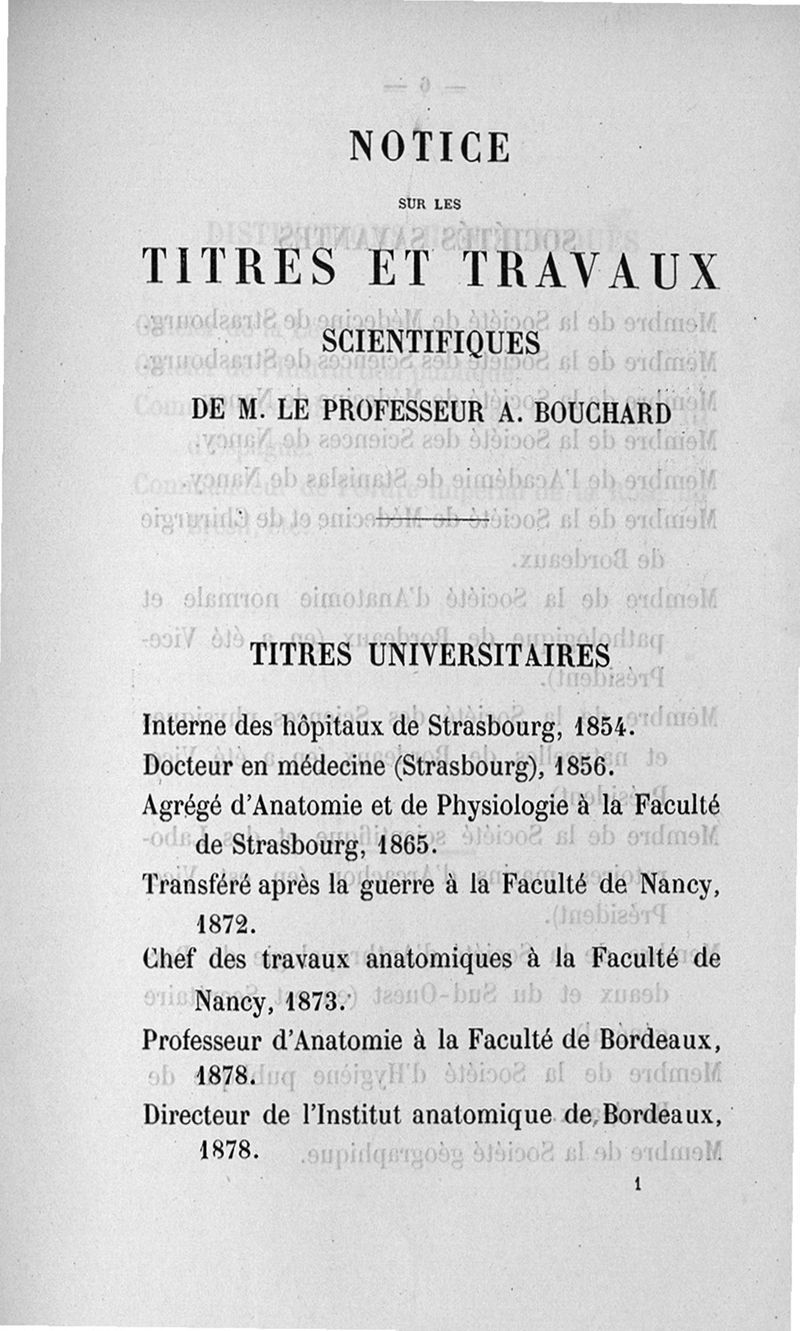 NOTICE
SUR LES
TITRES ET TRAVAUX
SCIENTIFIQUES
DE M. LE PROFESSEUR A. BOUCHARD
TITRES UNIVERSITAIRES
Interne des hôpitaux de Strasbourg, 1854.
Docteur en médecine (Strasbourg), 1856.
Agrégé d'Anatomie et de Physiologie à la Faculté
de Strasbourg, 1865.
Transféré après la guerre à la Faculté de Nancy,
1872.
Chef des travaux anatomiques à la Faculté de
Nancy, 1873.
Professeur d'Anatomie à la Faculté de Bordeaux,
1878.
Directeur de l'Institut anatomique de Bordeaux,
1878.
1